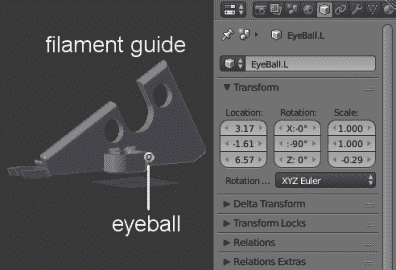 filament guide
eyeball
EyeBall.L
EyeBall.L
Transform
Location: Rotation: Scale:
3.17 X:-0° 1.000
-1.61 :-90° 1.000
6.57 Z: 0° -0.29
Rotation ... XYZ Euler
Delta Transform
Transform Locks
Relations
Relations Extras